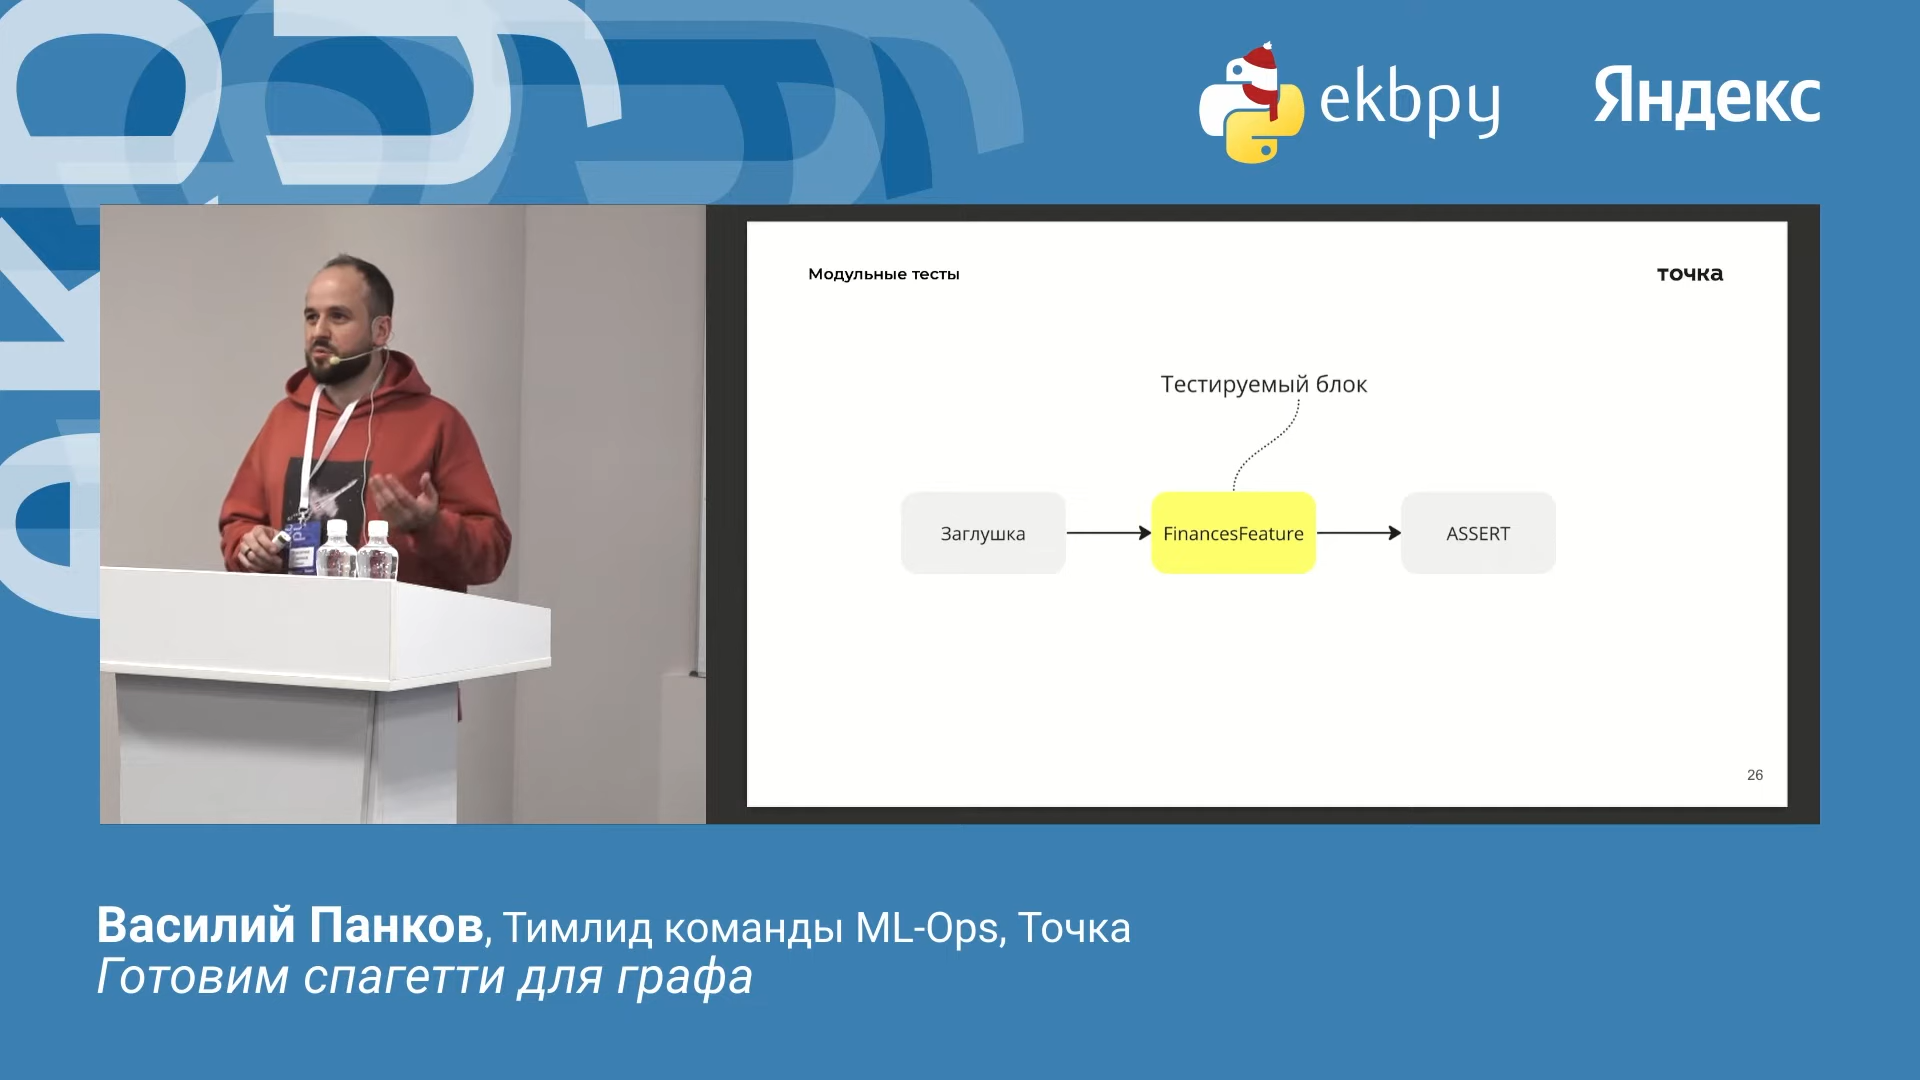 ekbpy
Яндекс
Модульные тесты
точка
Тестируемый блок
Заглушка
FinancesFeature
ASSERT
26
Василий Панков, Тимлид команды ML-Ops, Точка
Готовим спагетти для графа